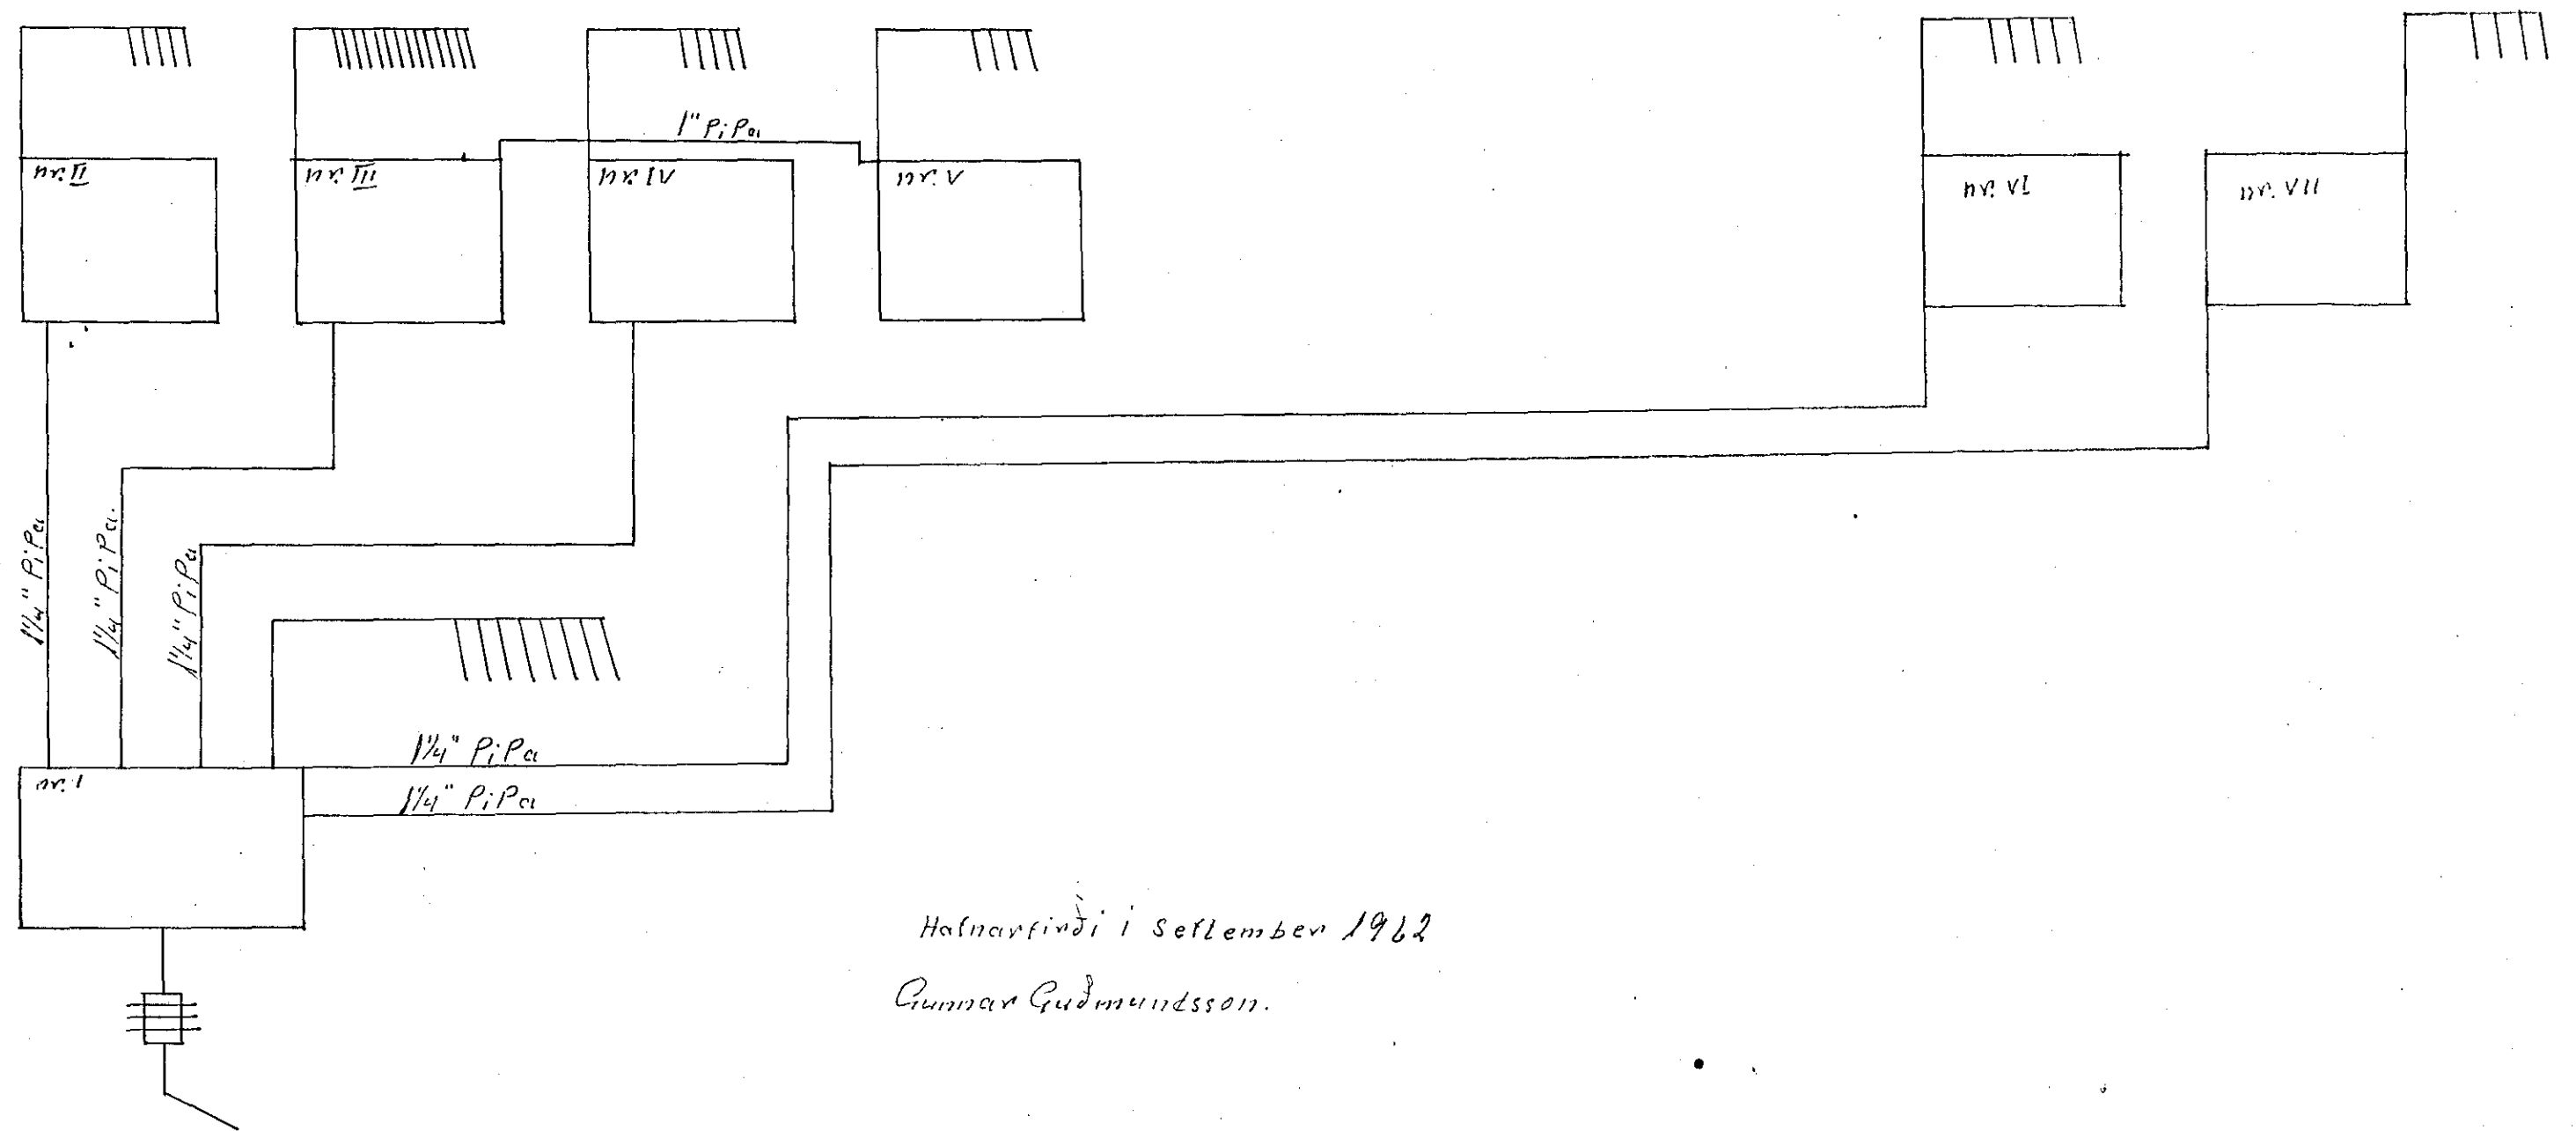 nr: II
nr: III
nr: IV
nr: V
nr: VI
nr: VII
1" PiPa
1¼" PiPa
1¼" PiPa.
1¼" PiPa
1¼" PiPa
1¼" PiPa
nr: I
Hafnarfirði í September 1962
Gunnar Guðmundsson.